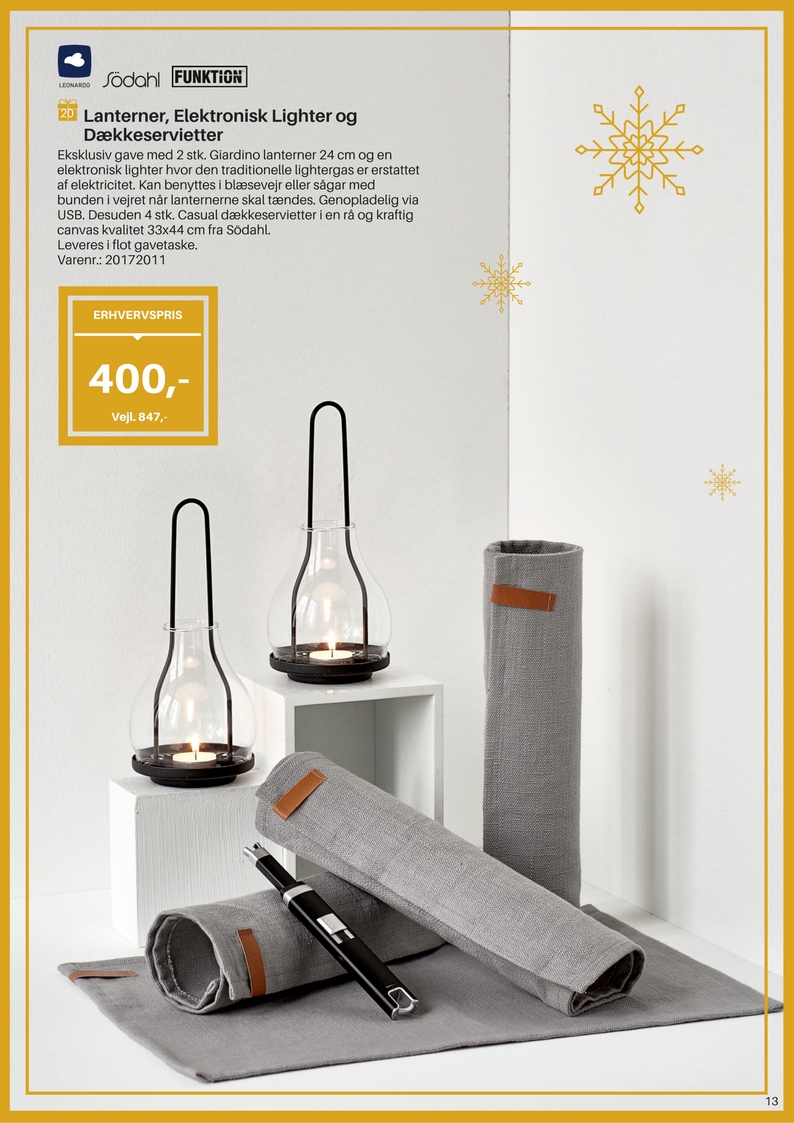 LEONARDO
Södahl
FUNKTION
20
Lanterner, Elektronisk Lighter og
Dækkeservietter
Eksklusiv gave med 2 stk. Giardino lanterner 24 cm og en
elektronisk lighter hvor den traditionelle lightergas er erstattet
af elektricitet. Kan benyttes i blæsevejr eller sågar med
bunden i vejret når lanternerne skal tændes. Genopladelig via
USB. Desuden 4 stk. Casual dækkeservietter i en rå og kraftig
canvas kvalitet 33x44 cm fra Södahl.
Leveres i flot gavetaske.
Varenr.: 20172011
ERHVERVSPRIS
400,-
Vejl. 847,-
13